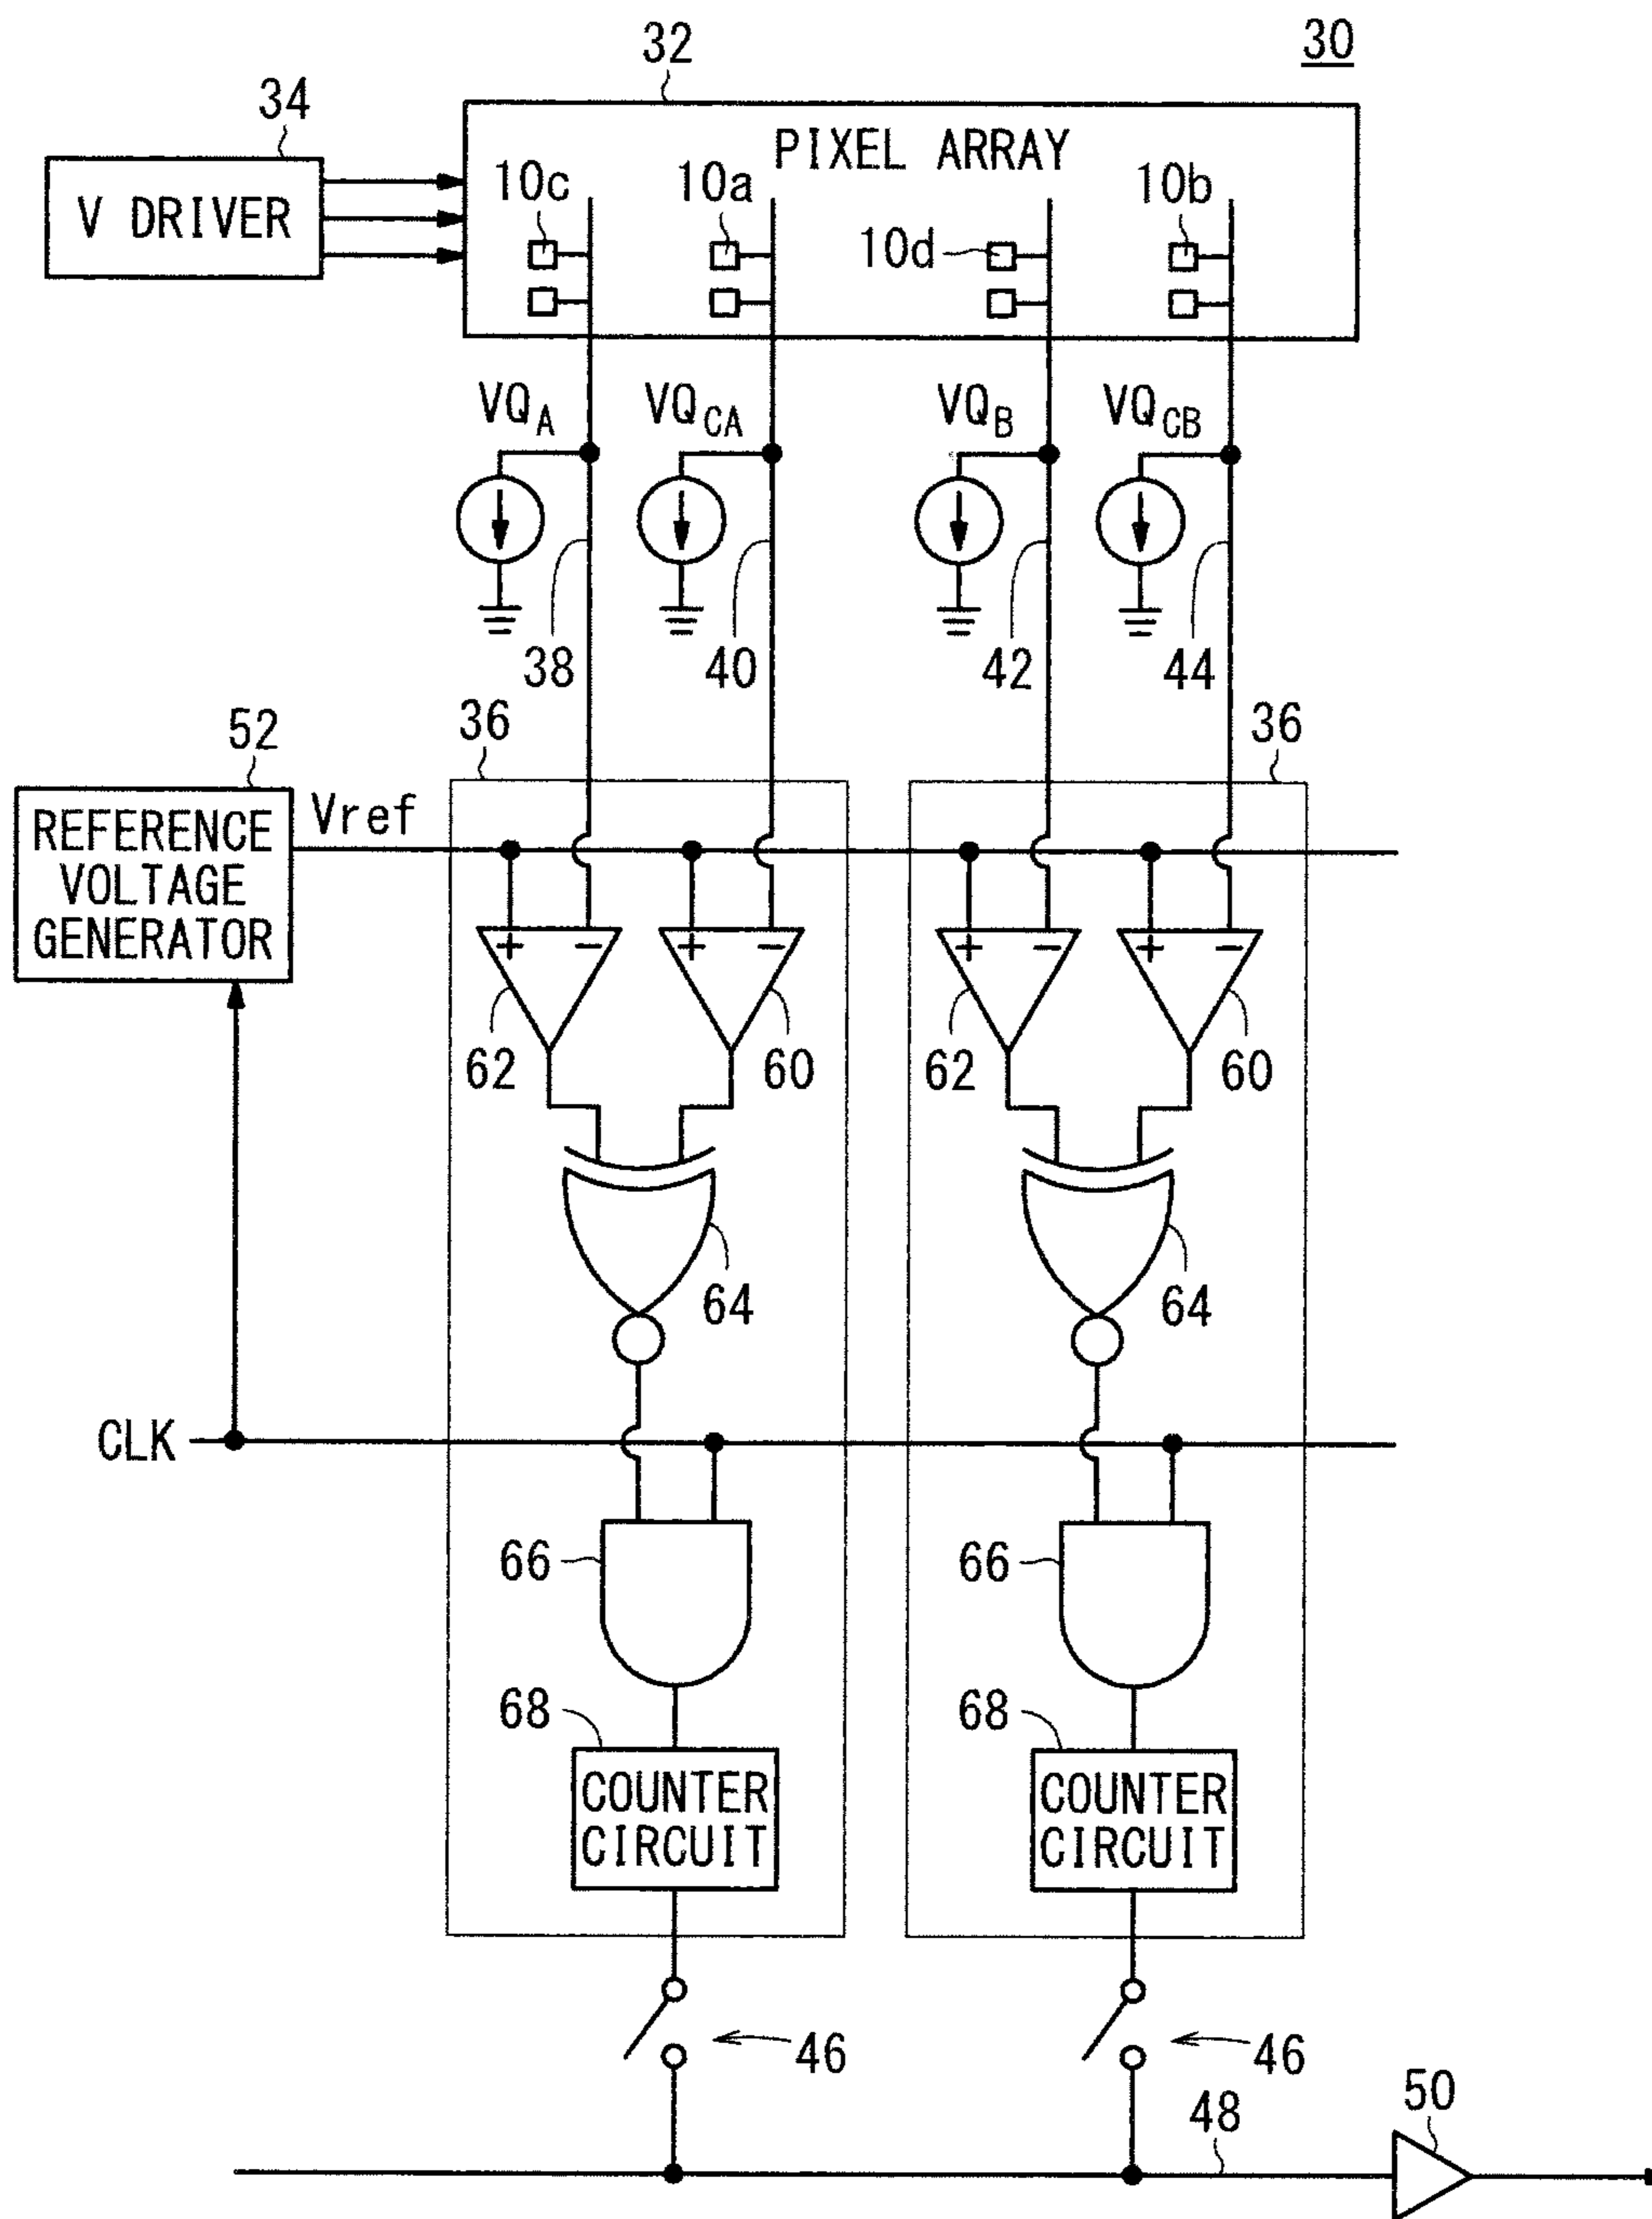 30
32
34
PIXEL ARRAY
V DRIVER
10c
10a
10d
10b
VQA
VQCA
VQB
VQCB
38
40
42
44
52
36
36
REFERENCE
VOLTAGE
GENERATOR
Vref
+ −
+ −
+ −
+ −
62
60
62
60
64
64
CLK
66
66
68
68
COUNTER
CIRCUIT
COUNTER
CIRCUIT
46
46
48
50